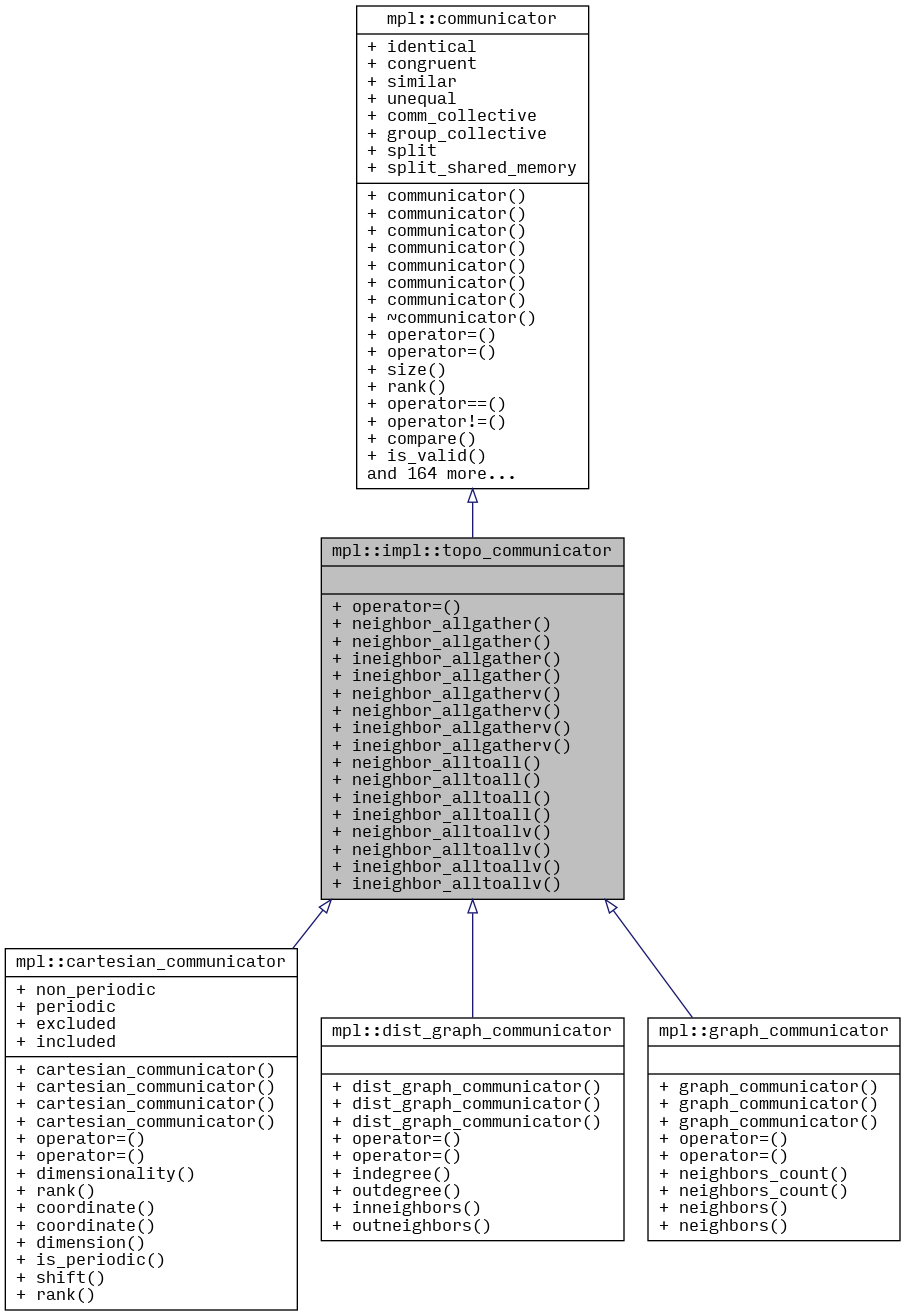 mpl::communicator
+ identical
+ congruent
+ similar
+ unequal
+ comm_collective
+ group_collective
+ split
+ split_shared_memory
+ communicator()
+ communicator()
+ communicator()
+ communicator()
+ communicator()
+ communicator()
+ communicator()
+ ~communicator()
+ operator=()
+ operator=()
+ size()
+ rank()
+ operator==()
+ operator!=()
+ compare()
+ is_valid()
and 164 more...
mpl::impl::topo_communicator
+ operator=()
+ neighbor_allgather()
+ neighbor_allgather()
+ ineighbor_allgather()
+ ineighbor_allgather()
+ neighbor_allgatherv()
+ neighbor_allgatherv()
+ ineighbor_allgatherv()
+ ineighbor_allgatherv()
+ neighbor_alltoall()
+ neighbor_alltoall()
+ ineighbor_alltoall()
+ ineighbor_alltoall()
+ neighbor_alltoallv()
+ neighbor_alltoallv()
+ ineighbor_alltoallv()
+ ineighbor_alltoallv()
mpl::cartesian_communicator
+ non_periodic
+ periodic
+ excluded
+ included
+ cartesian_communicator()
+ cartesian_communicator()
+ cartesian_communicator()
+ cartesian_communicator()
+ operator=()
+ operator=()
+ dimensionality()
+ rank()
+ coordinate()
+ coordinate()
+ dimension()
+ is_periodic()
+ shift()
+ rank()
mpl::dist_graph_communicator
+ dist_graph_communicator()
+ dist_graph_communicator()
+ dist_graph_communicator()
+ operator=()
+ operator=()
+ indegree()
+ outdegree()
+ inneighbors()
+ outneighbors()
mpl::graph_communicator
+ graph_communicator()
+ graph_communicator()
+ graph_communicator()
+ operator=()
+ operator=()
+ neighbors_count()
+ neighbors_count()
+ neighbors()
+ neighbors()